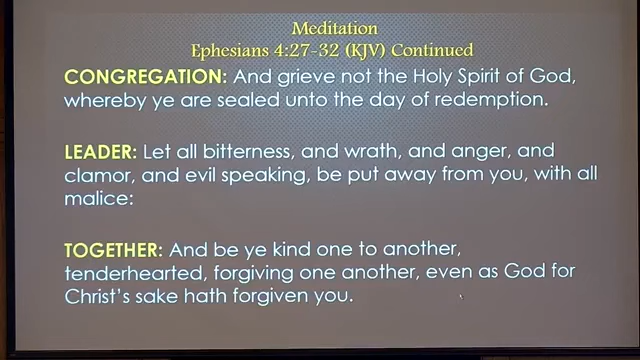 Meditation
Ephesians 4:27-32 (KJV) Continued
CONGREGATION: And grieve not the Holy Spirit of God,
whereby ye are sealed unto the day of redemption.
LEADER: Let all bitterness, and wrath, and anger, and
clamor, and evil speaking, be put away from you, with all
malice:
TOGETHER: And be ye kind one to another,
tenderhearted, forgiving one another, even as God for
Christ's sake hath forgiven you.